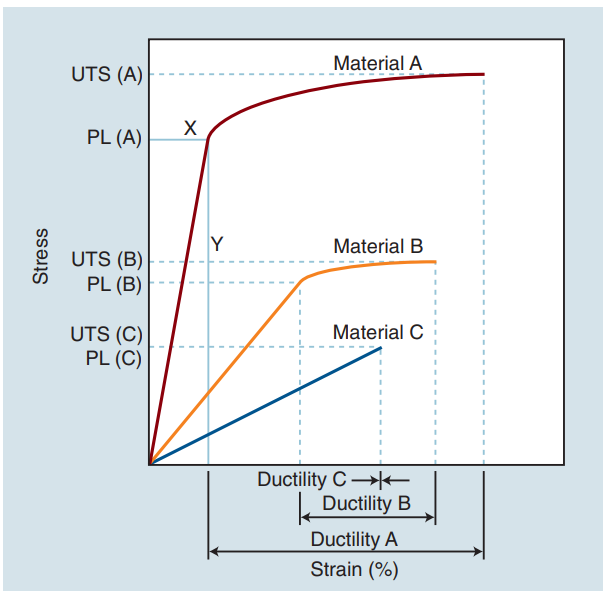 UTS (A)
Material A
X
PL (A)
Y
Stress
UTS (B)
Material B
PL (B)
UTS (C)
Material C
PL (C)
Ductility C
Ductility B
Ductility A
Strain (%)